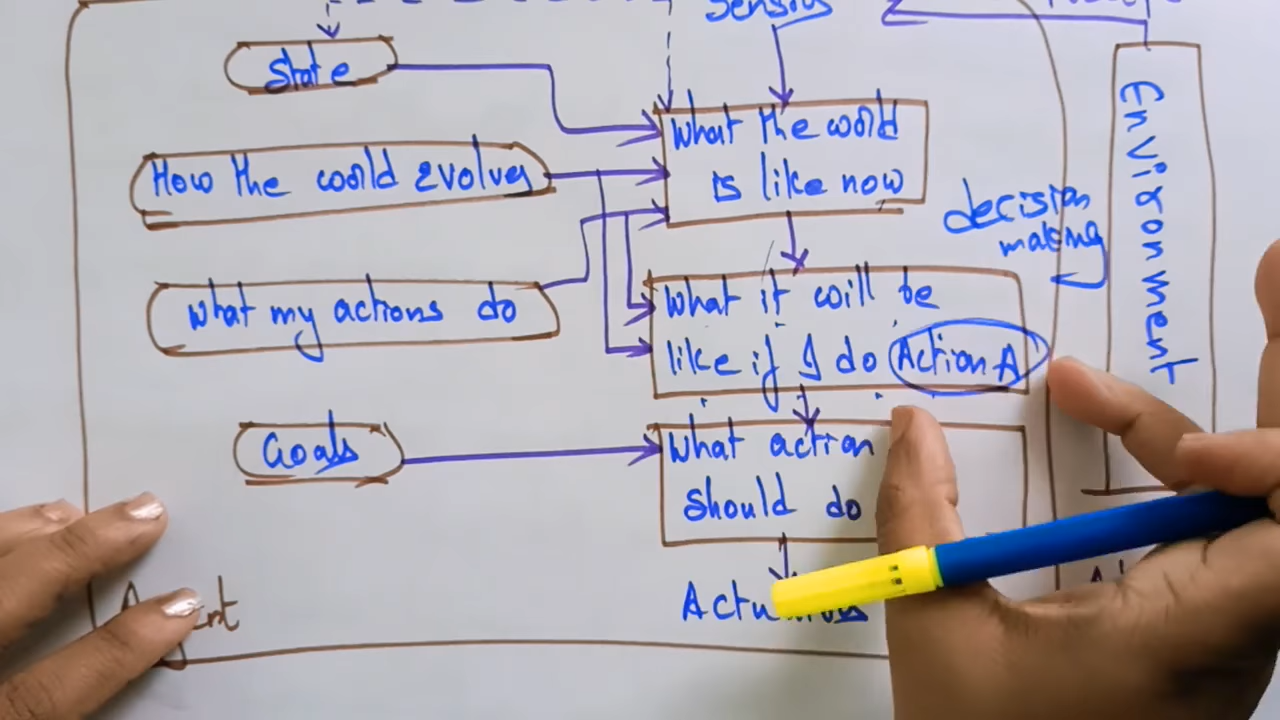 Sensors
State
What the world
is like now
How the world evolves
decision
making
Environment
What my actions do
What it will be
like if I do Action A
Goals
What action
should do